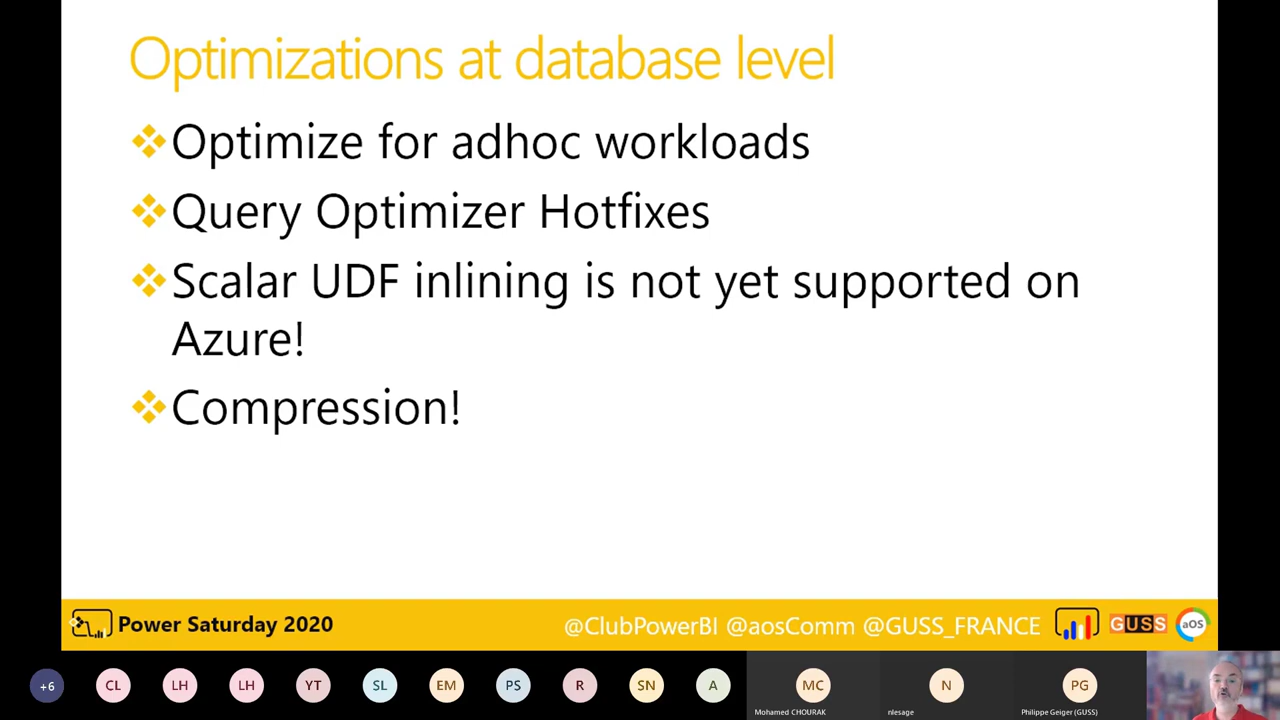 Optimizations at database level
Optimize for adhoc workloads
Query Optimizer Hotfixes
Scalar UDF inlining is not yet supported on
Azure!
Compression!
Power Saturday 2020
@ClubPowerBI @aosComm @GUSS_FRANCE
GUSS
aOS
+6
CL
LH
LH
YT
SL
EM
PS
R
SN
A
MC
N
PG
Mohamed CHOURAK
nlesage
Philippe Geiger (GUSS)